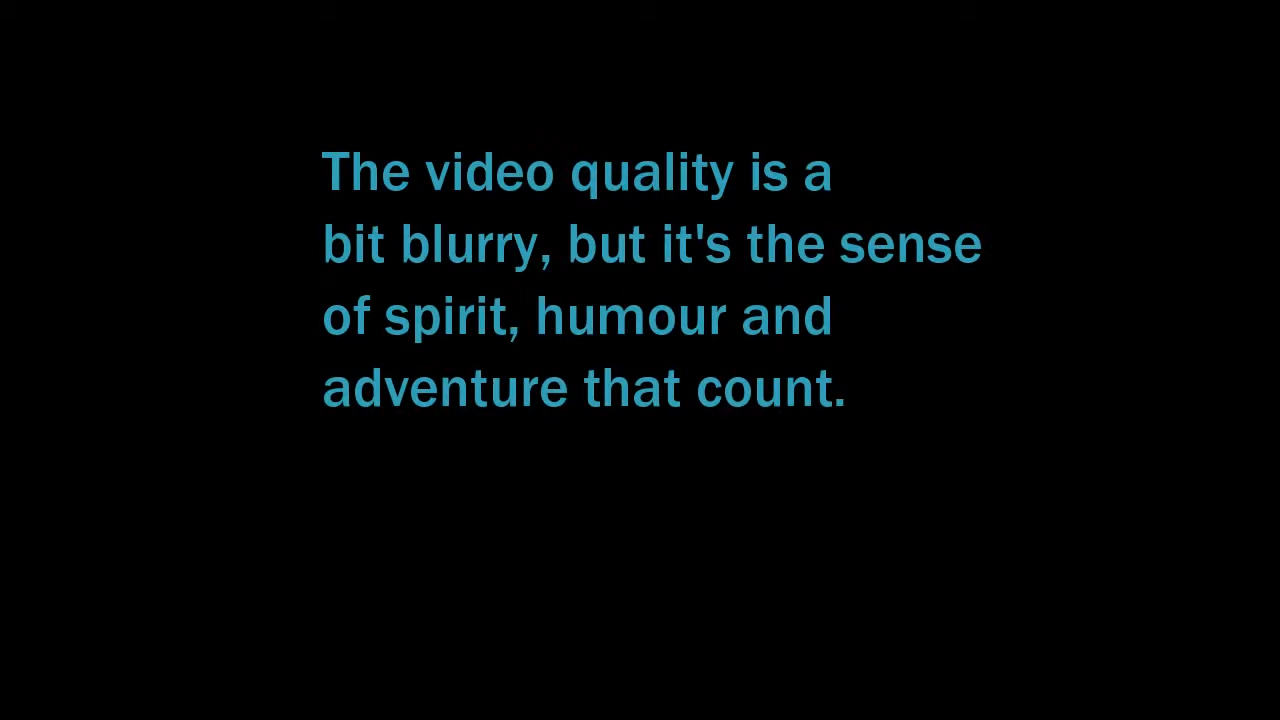 The video quality is a
bit blurry, but it's the sense
of spirit, humour and
adventure that count.